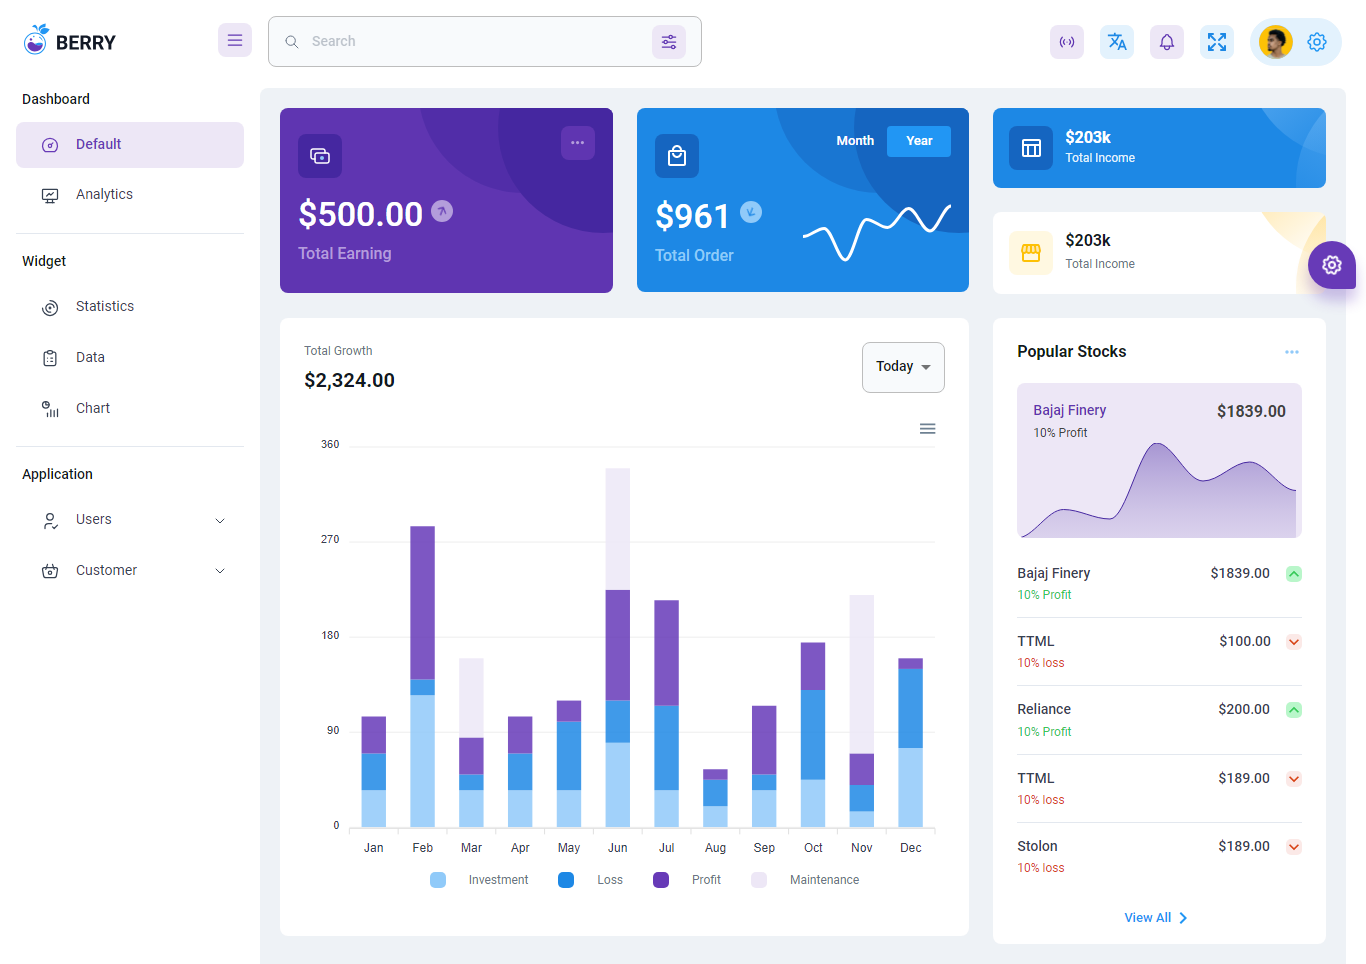 BERRY
Search
Dashboard
Default
Analytics
Widget
Statistics
Data
Chart
Application
Users
Customer
$500.00
Total Earning
Month
Year
$961
Total Order
$203k
Total Income
$203k
Total Income
Total Growth
$2,324.00
Today
360
270
180
90
0
Jan Feb Mar Apr May Jun Jul Aug Sep Oct Nov Dec
Investment Loss Profit Maintenance
Popular Stocks
Bajaj Finery $1839.00
10% Profit
Bajaj Finery $1839.00
10% Profit
TTML $100.00
10% loss
Reliance $200.00
10% Profit
TTML $189.00
10% loss
Stolon $189.00
10% loss
View All